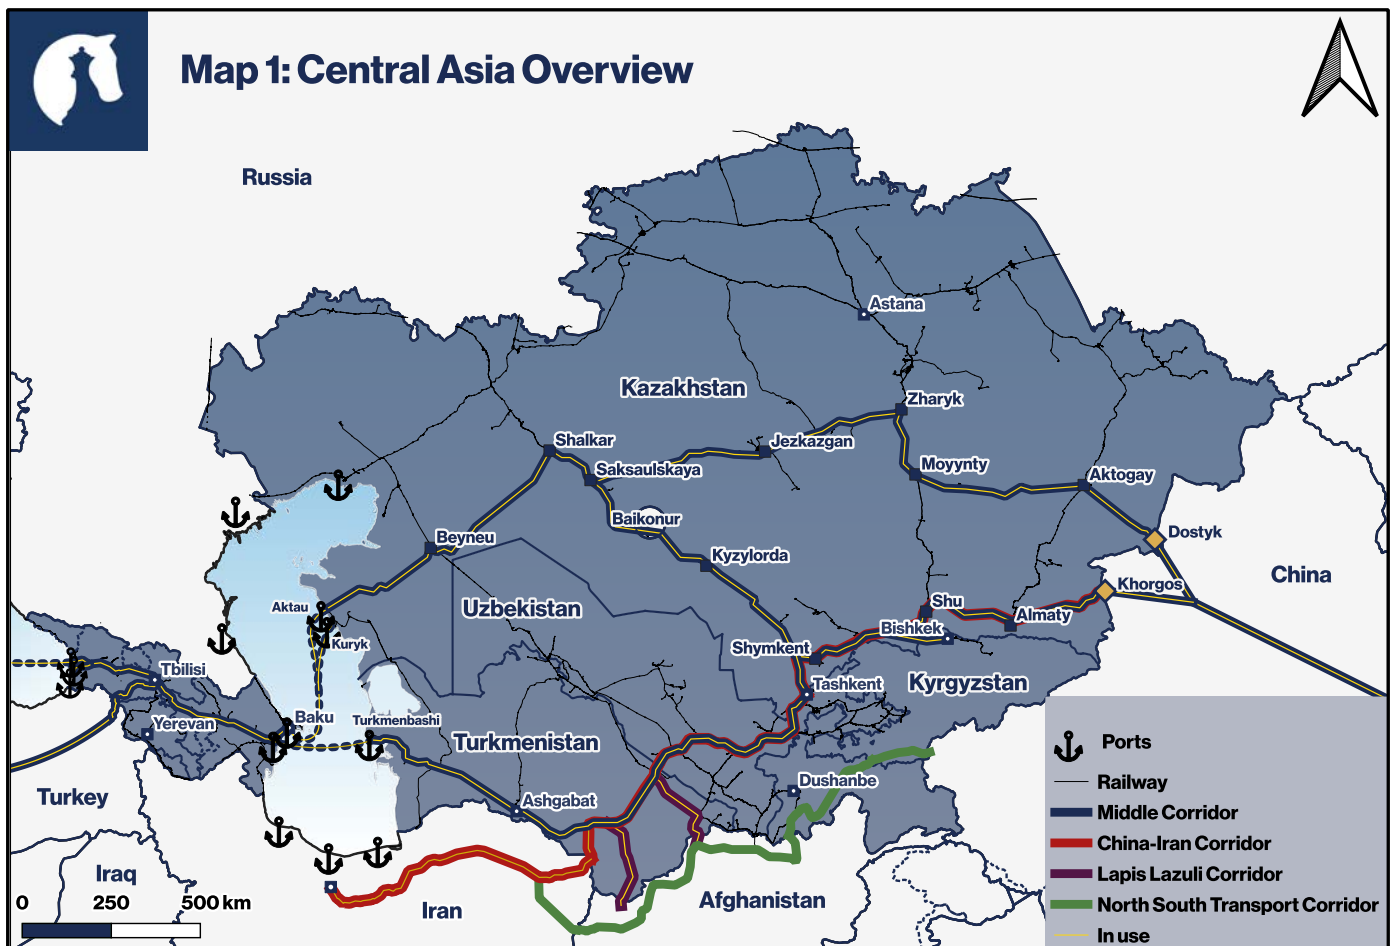 Map 1: Central Asia Overview
Russia
Astana
Kazakhstan
Zharyk
Shalkar
Jezkazgan
Saksaulskaya
Moyynty
Aktogay
Baikonur
Beyneu
Dostyk
Kyzylorda
China
Khorgos
Aktau
Uzbekistan
Shu
Almaty
Bishkek
Kuryk
Shymkent
Tbilisi
Tashkent
Kyrgyzstan
Yerevan
Baku
Turkmenbashi
Turkmenistan
Dushanbe
Turkey
Ashgabat
Iraq
Iran
Afghanistan
0 250 500 km
Ports
Railway
Middle Corridor
China-Iran Corridor
Lapis Lazuli Corridor
North South Transport Corridor
In use